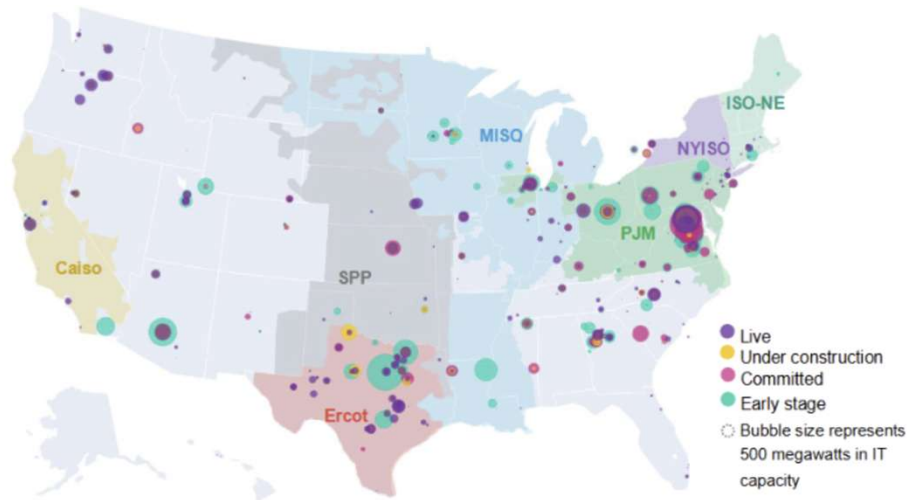 ISO-NE
MISO
NYISO
PJM
Caiso
SPP
Ercot
Live
Under construction
Committed
Early stage
Bubble size represents
500 megawatts in IT
capacity